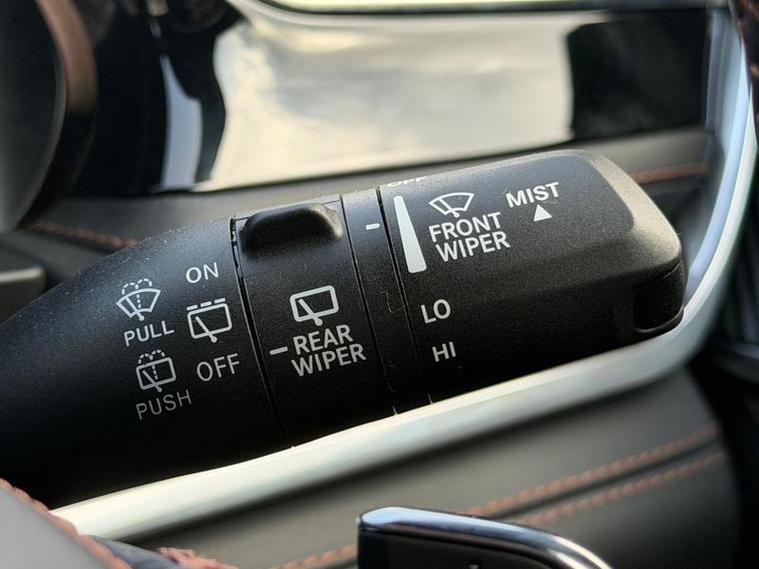 ON
PULL
OFF
PUSH
REAR
WIPER
FRONT
WIPER
MIST
LO
HI